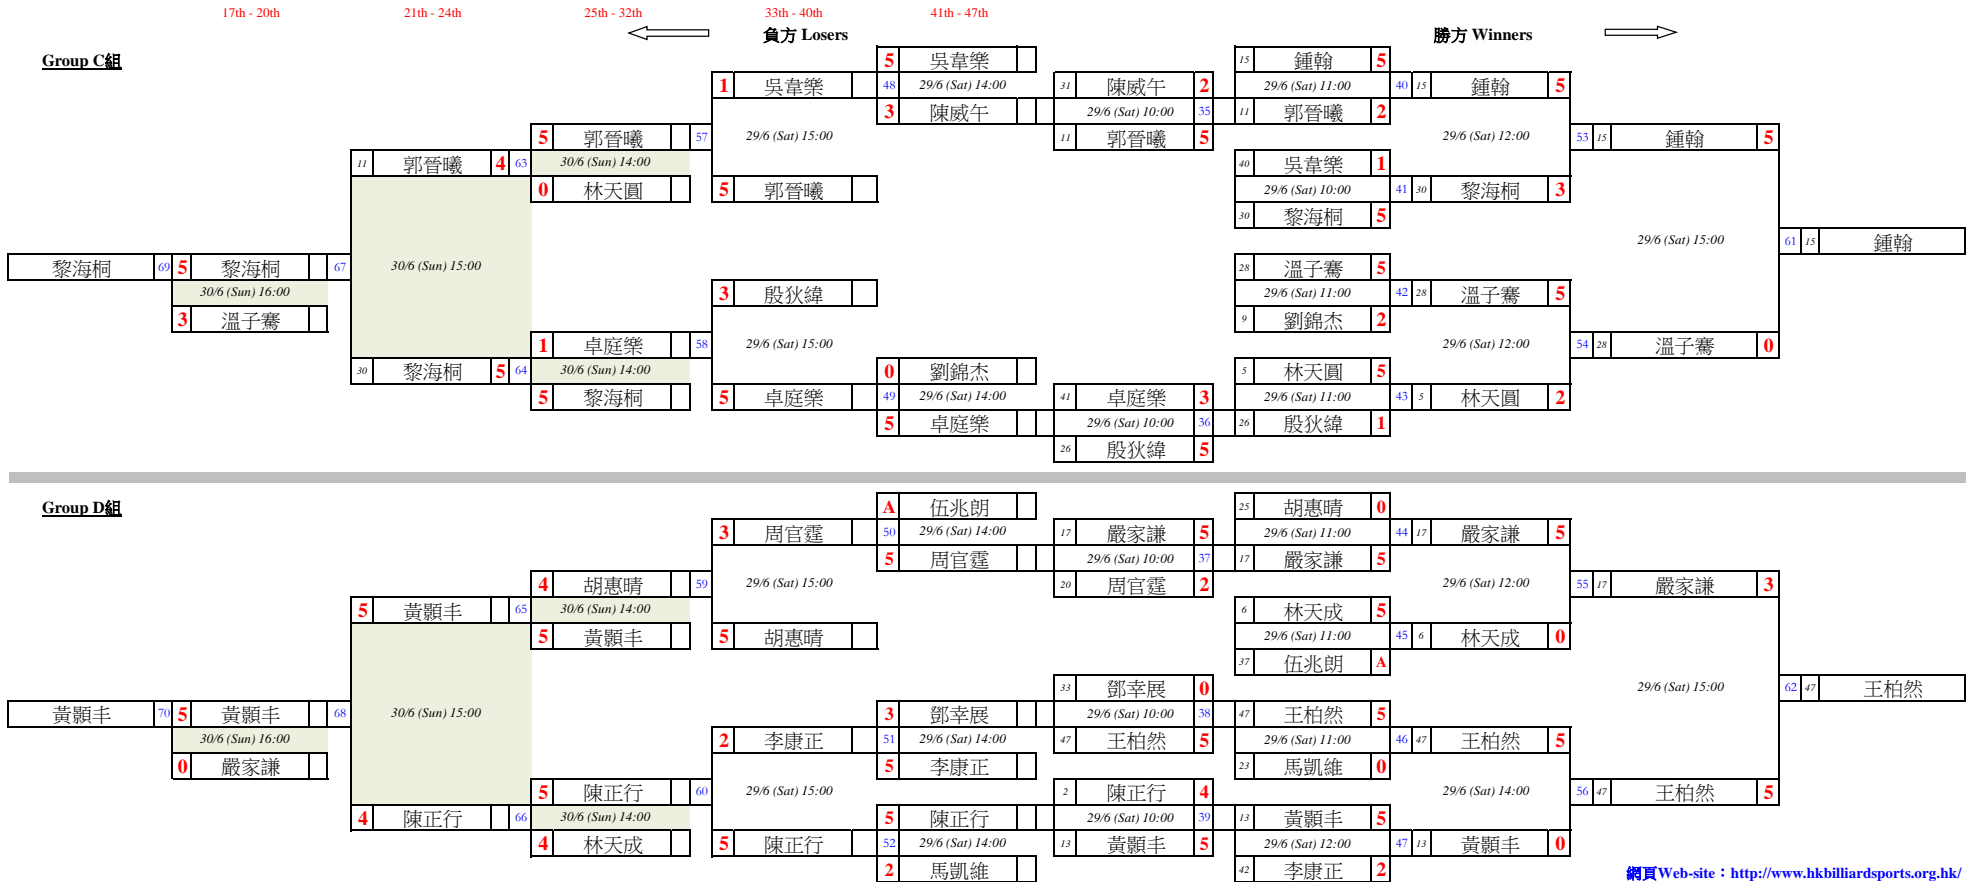 17th - 20th 21st - 24th 25th - 32th 33th - 40th 41th - 47th
負方 Losers 勝方 Winners
Group C組
5 吳韋樂 15 鍾翰 5
1 吳韋樂 48 29/6 (Sat) 14:00 31 陳威午 2 29/6 (Sat) 11:00 40 15 鍾翰 5
3 陳威午 29/6 (Sat) 10:00 35 11 郭晉曦 2
5 郭晉曦 57 29/6 (Sat) 15:00 11 郭晉曦 5 29/6 (Sat) 12:00 53 15 鍾翰 5
11 郭晉曦 4 63 30/6 (Sun) 14:00 40 吳韋樂 1
0 林天圓 5 郭晉曦 29/6 (Sat) 10:00 41 30 黎海桐 3
30 黎海桐 5
29/6 (Sat) 15:00 61 15 鍾翰
黎海桐 69 5 黎海桐 67 30/6 (Sun) 15:00 28 溫子騫 5
30/6 (Sun) 16:00 3 殷狄緯 29/6 (Sat) 11:00 42 28 溫子騫 5
3 溫子騫 9 劉錦杰 2
1 卓庭樂 58 29/6 (Sat) 15:00 29/6 (Sat) 12:00 54 28 溫子騫 0
30 黎海桐 5 64 30/6 (Sun) 14:00 0 劉錦杰 5 林天圓 5
5 黎海桐 5 卓庭樂 49 29/6 (Sat) 14:00 41 卓庭樂 3 29/6 (Sat) 11:00 43 5 林天圓 2
5 卓庭樂 29/6 (Sat) 10:00 36 26 殷狄緯 1
26 殷狄緯 5
Group D組
A 伍兆朗 25 胡惠晴 0
3 周官霆 50 29/6 (Sat) 14:00 17 嚴家謙 5 29/6 (Sat) 11:00 44 17 嚴家謙 5
5 周官霆 29/6 (Sat) 10:00 37 17 嚴家謙 5
4 胡惠晴 59 29/6 (Sat) 15:00 20 周官霆 2 29/6 (Sat) 12:00 55 17 嚴家謙 3
5 黃顥丰 65 30/6 (Sun) 14:00 6 林天成 5
5 黃顥丰 5 胡惠晴 29/6 (Sat) 11:00 45 6 林天成 0
37 伍兆朗 A
33 鄧幸展 0 29/6 (Sat) 15:00 62 47 王柏然
黃顥丰 70 5 黃顥丰 68 30/6 (Sun) 15:00 3 鄧幸展 29/6 (Sat) 10:00 38 47 王柏然 5
30/6 (Sun) 16:00 2 李康正 51 29/6 (Sat) 14:00 47 王柏然 5 29/6 (Sat) 11:00 46 47 王柏然 5
0 嚴家謙 5 李康正 23 馬凱維 0
5 陳正行 60 29/6 (Sat) 15:00 2 陳正行 4 29/6 (Sat) 14:00 56 47 王柏然 5
4 陳正行 66 30/6 (Sun) 14:00 5 陳正行 29/6 (Sat) 10:00 39 13 黃顥丰 5
4 林天成 5 陳正行 52 29/6 (Sat) 14:00 13 黃顥丰 5 29/6 (Sat) 12:00 47 13 黃顥丰 0
2 馬凱維 42 李康正 2
網頁Web-site：http://www.hkbilliardsports.org.hk/